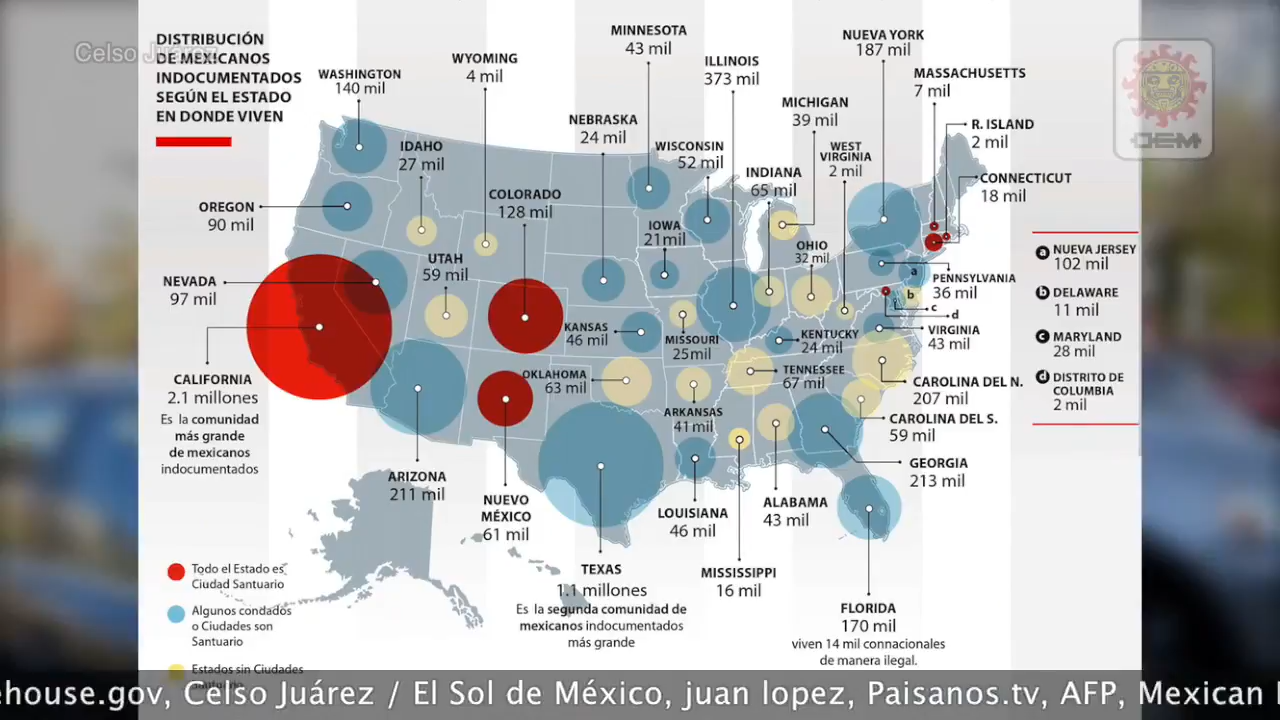 Celso Juárez
DISTRIBUCIÓN
DE MEXICANOS
INDOCUMENTADOS
SEGÚN EL ESTADO
EN DONDE VIVEN
WASHINGTON
140 mil
WYOMING
4 mil
MINNESOTA
43 mil
ILLINOIS
373 mil
NUEVA YORK
187 mil
MASSACHUSETTS
7 mil
OEM
MICHIGAN
39 mil
R. ISLAND
2 mil
NEBRASKA
24 mil
IDAHO
27 mil
WISCONSIN
52 mil
WEST
VIRGINIA
2 mil
INDIANA
65 mil
CONNECTICUT
18 mil
COLORADO
128 mil
OREGON
90 mil
IOWA
21 mil
OHIO
32 mil
UTAH
59 mil
NEVADA
97 mil
a
PENNSYLVANIA
36 mil
b
c
d
a NUEVA JERSEY
102 mil
b DELAWARE
11 mil
c MARYLAND
28 mil
d DISTRITO DE
COLUMBIA
2 mil
KANSAS
46 mil
MISSOURI
25 mil
KENTUCKY
24 mil
VIRGINIA
43 mil
CALIFORNIA
2.1 millones
Es la comunidad
más grande
de mexicanos
indocumentados
OKLAHOMA
63 mil
TENNESSEE
67 mil
CAROLINA DEL N.
207 mil
ARKANSAS
41 mil
CAROLINA DEL S.
59 mil
GEORGIA
213 mil
ARIZONA
211 mil
NUEVO
MÉXICO
61 mil
LOUISIANA
46 mil
ALABAMA
43 mil
TEXAS
1.1 millones
Es la segunda comunidad de
mexicanos indocumentados
más grande
MISSISSIPPI
16 mil
FLORIDA
170 mil
viven 14 mil connacionales
de manera ilegal.
Todo el Estado es
Ciudad Santuario
Algunos condados
o Ciudades son
Santuario
Estados sin Ciudades
Santuario
ehouse.gov, Celso Juárez / El Sol de México, juan lopez, Paisanos.tv, AFP, Mexican